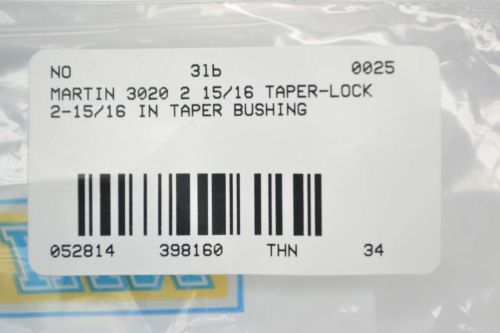 NO 3lb 0025
MARTIN 3020 2 15/16 TAPER-LOCK
2-15/16 IN TAPER BUSHING
052814 398160 THN 34